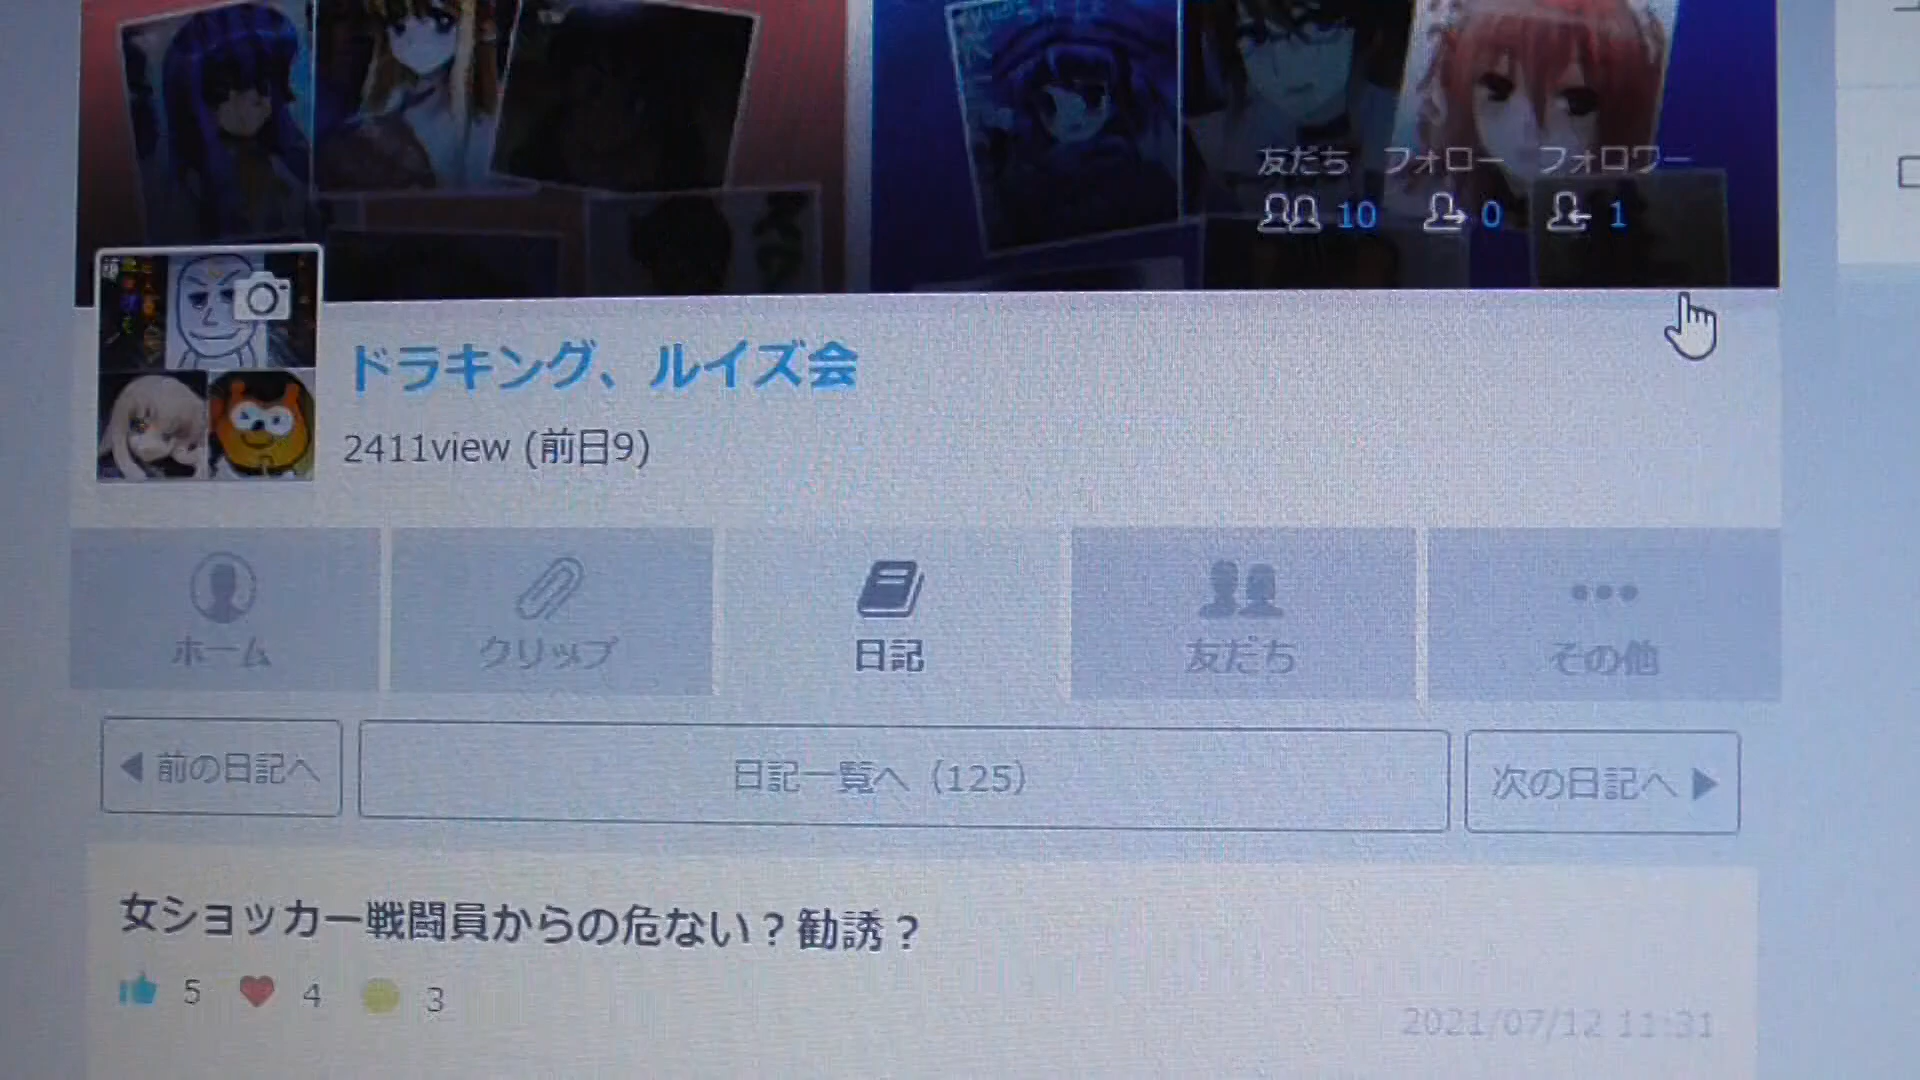 友だち フォロー フォロワー
10 0 1
ドラキング、ルイズ会
2411view (前日9)
ホーム クリップ 日記 友だち その他
前の日記へ 日記一覧へ（125） 次の日記へ
女ショッカー戦闘員からの危ない？勧誘？
5 4 3
2021/07/12 11:31